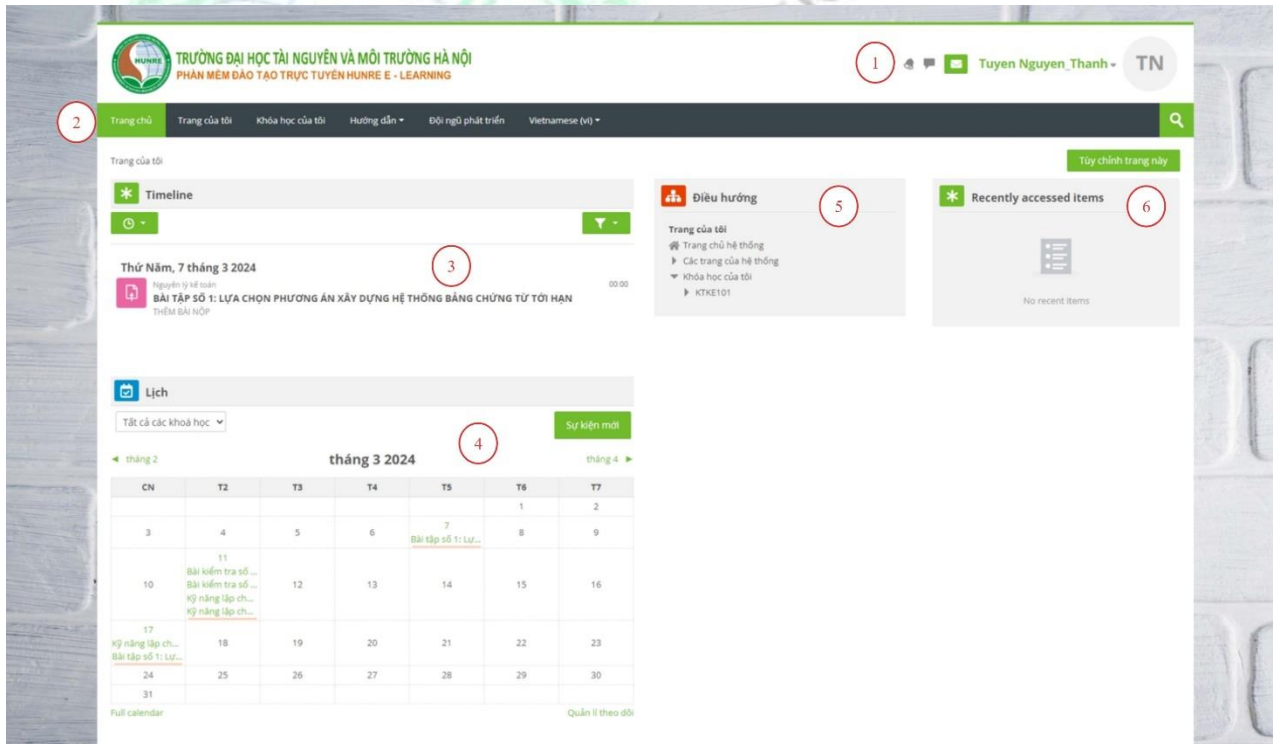 HUNRE
TRƯỜNG ĐẠI HỌC TÀI NGUYÊN VÀ MÔI TRƯỜNG HÀ NỘI
PHẦN MỀM ĐÀO TẠO TRỰC TUYẾN HUNRE E - LEARNING
1
Tuyen Nguyen_Thanh
TN
2
Trang chủ Trang của tôi Khóa học của tôi Hướng dẫn Đội ngũ phát triển Vietnamese (vi)
Trang của tôi
Tùy chỉnh trang này
Timeline
Thứ Năm, 7 tháng 3 2024
3
Nguyên lý kế toán
BÀI TẬP SỐ 1: LỰA CHỌN PHƯƠNG ÁN XÂY DỰNG HỆ THỐNG BẢNG CHỨNG TỪ TỚI HẠN
00:00
THÊM BÀI NỘP
Điều hướng
5
Trang của tôi
Trang chủ hệ thống
Các trang của hệ thống
Khóa học của tôi
KTKE101
Recently accessed items
6
No recent items
Lịch
Tất cả các khoá học
Sự kiện mới
4
tháng 2
tháng 3 2024
tháng 4
CN T2 T3 T4 T5 T6 T7
1 2
3 4 5 6 7 8 9
Bài tập số 1: Lự...
11
Bài kiểm tra số ...
Bài kiểm tra số ...
10 12 13 14 15 16
Kỹ năng lập ch...
Kỹ năng lập ch...
17
Kỹ năng lập ch...
Bài tập số 1: Lự...
18 19 20 21 22 23
24 25 26 27 28 29 30
31
Full calendar
Quản lí theo dõi